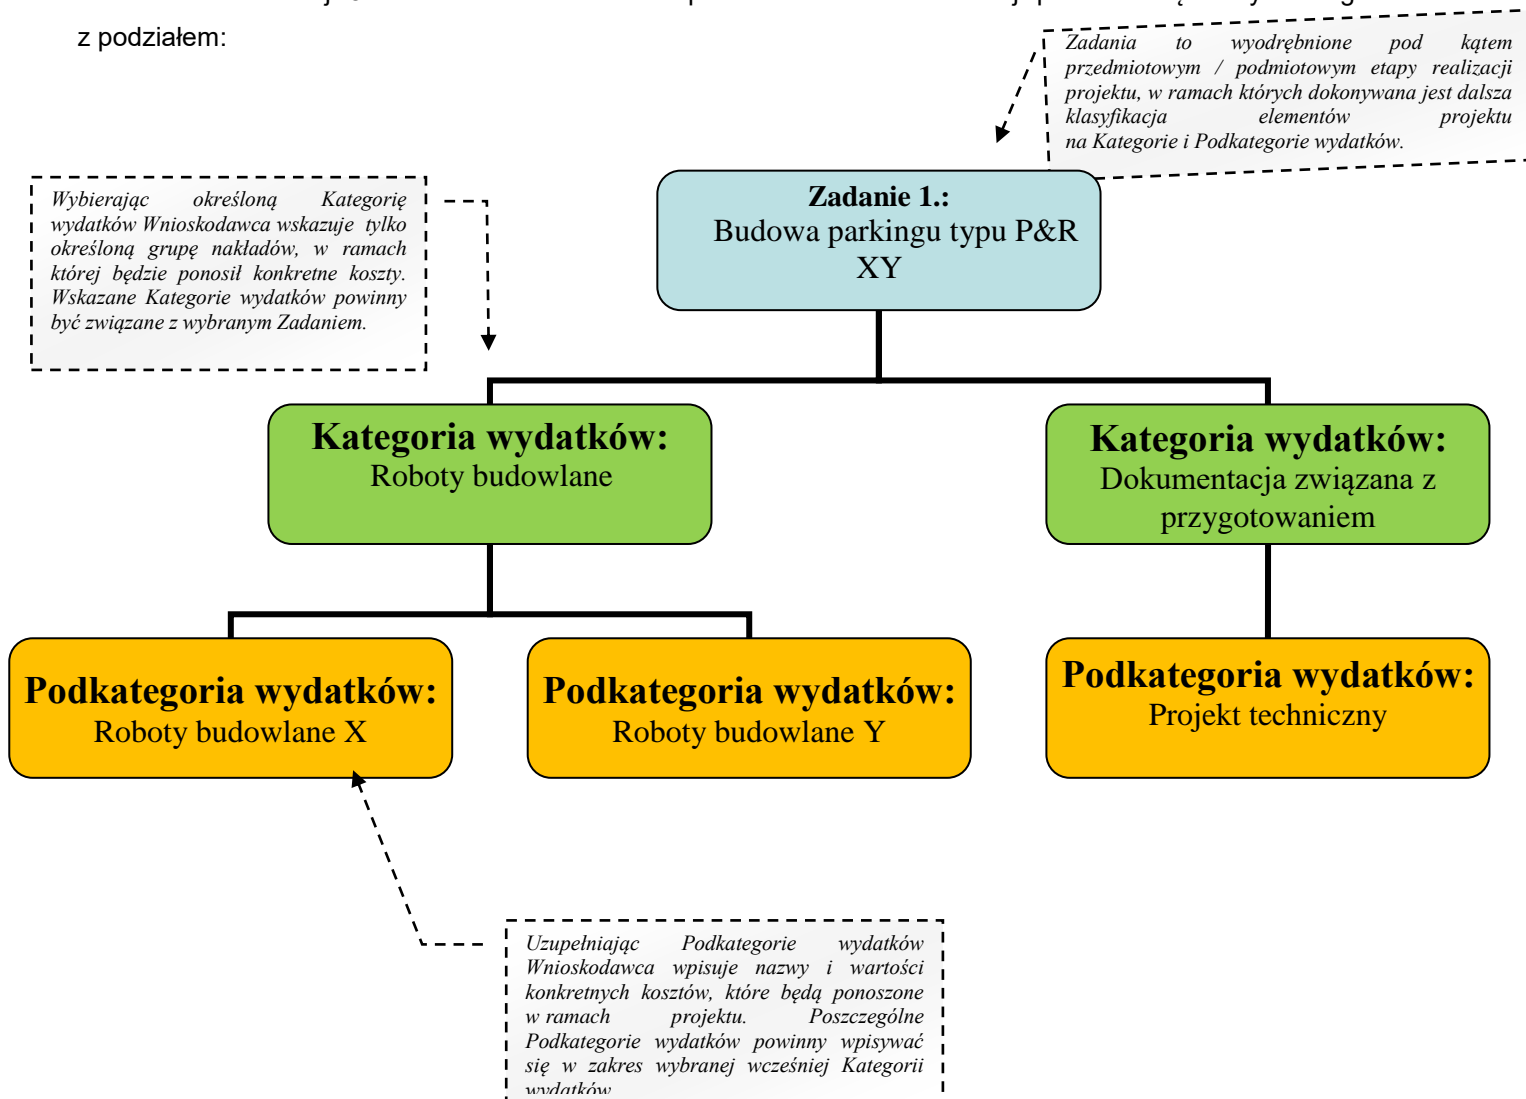 z podziałem:
Zadania to wyodrębnione pod kątem
przedmiotowym / podmiotowym etapy realizacji
projektu, w ramach których dokonywana jest dalsza
klasyfikacja elementów projektu
na Kategorie i Podkategorie wydatków.
Wybierając określoną Kategorię
wydatków Wnioskodawca wskazuje tylko
określoną grupę nakładów, w ramach
której będzie ponosił konkretne koszty.
Wskazane Kategorie wydatków powinny
być związane z wybranym Zadaniem.
Zadanie 1.:
Budowa parkingu typu P&R
XY
Kategoria wydatków:
Roboty budowlane
Kategoria wydatków:
Dokumentacja związana z
przygotowaniem
Podkategoria wydatków:
Roboty budowlane X
Podkategoria wydatków:
Roboty budowlane Y
Podkategoria wydatków:
Projekt techniczny
Uzupełniając Podkategorie wydatków
Wnioskodawca wpisuje nazwy i wartości
konkretnych kosztów, które będą ponoszone
w ramach projektu. Poszczególne
Podkategorie wydatków powinny wpisywać
się w zakres wybranej wcześniej Kategorii
wydatków